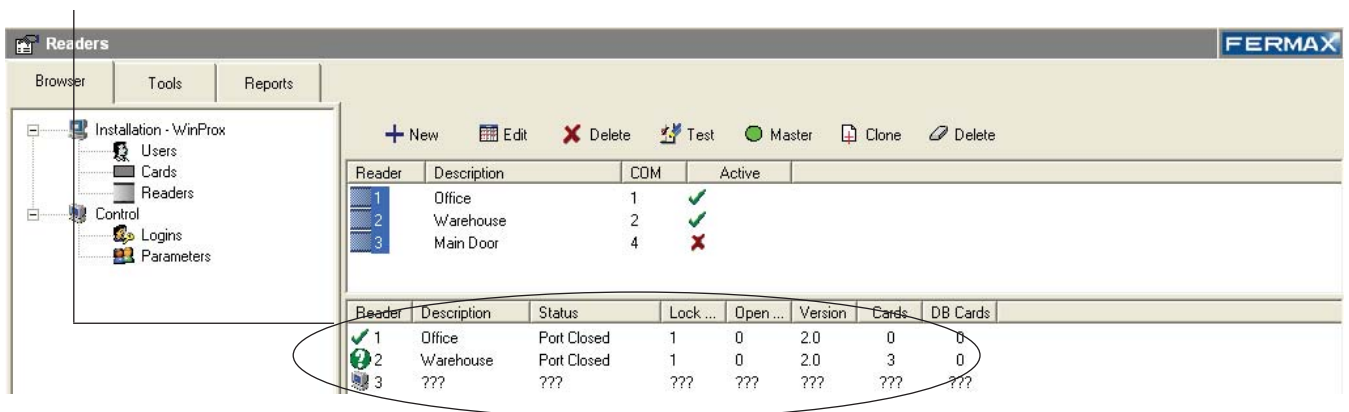 Readers FERMAX
Browser Tools Reports
Installation - WinProx
Users
Cards
Readers
Control
Logins
Parameters
New Edit Delete Test Master Clone Delete
Reader Description COM Active
1 Office 1
2 Warehouse 2
3 Main Door 4
Reader Description Status Lock ... Open ... Version Cards DB Cards
1 Office Port Closed 1 0 2.0 0 0
2 Warehouse Port Closed 1 0 2.0 3 0
3 ??? ??? ??? ??? ??? ??? ???